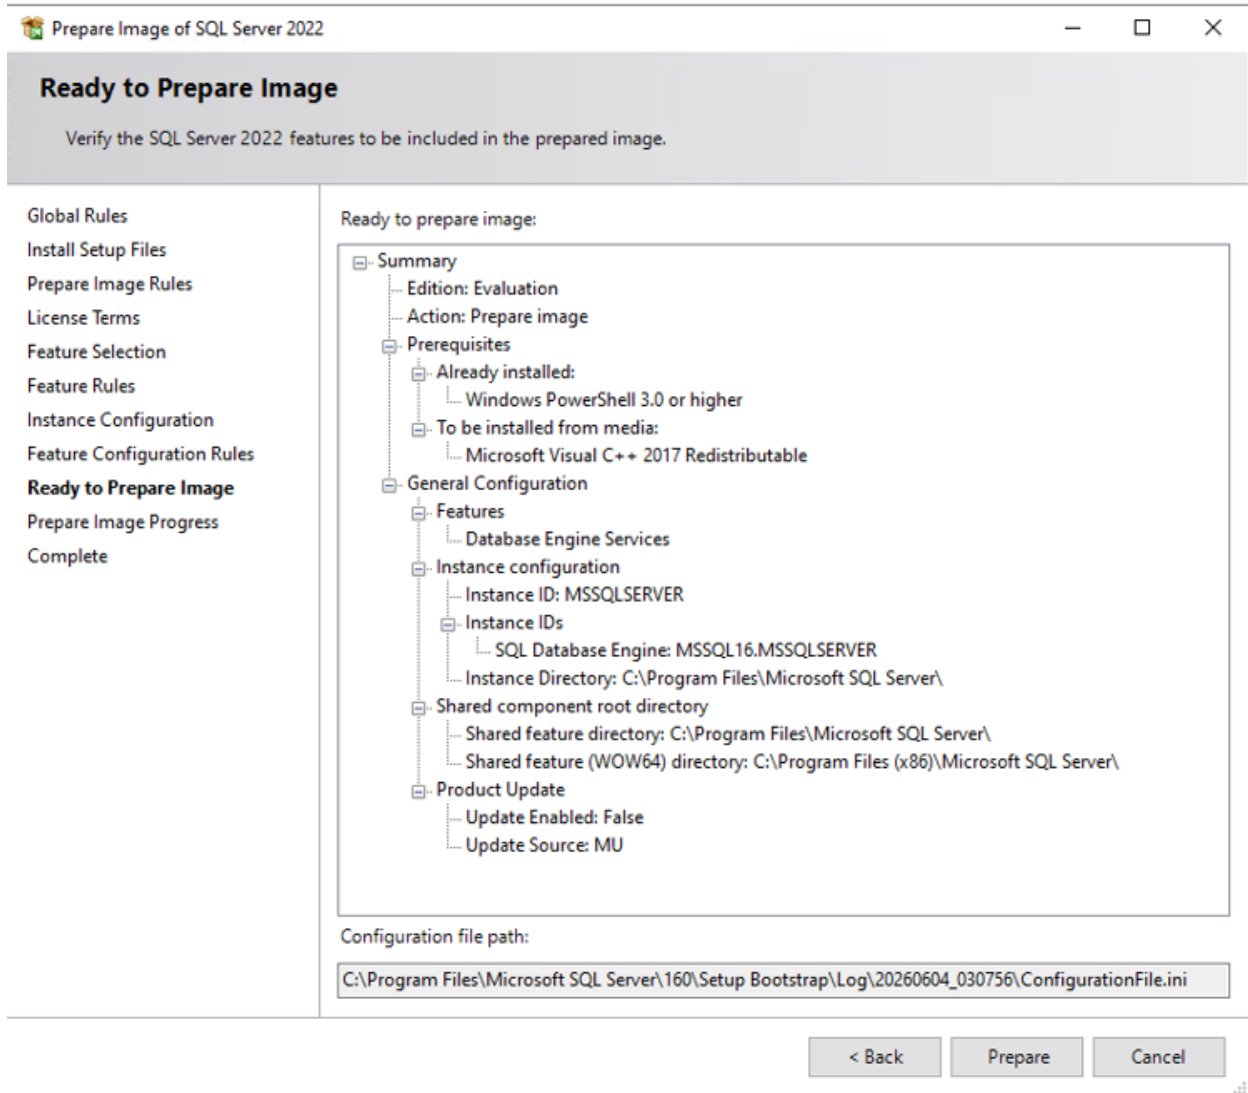 Prepare Image of SQL Server 2022
Ready to Prepare Image
Verify the SQL Server 2022 features to be included in the prepared image.
Global Rules
Install Setup Files
Prepare Image Rules
License Terms
Feature Selection
Feature Rules
Instance Configuration
Feature Configuration Rules
Ready to Prepare Image
Prepare Image Progress
Complete
Ready to prepare image:
Summary
Edition: Evaluation
Action: Prepare image
Prerequisites
Already installed:
Windows PowerShell 3.0 or higher
To be installed from media:
Microsoft Visual C++ 2017 Redistributable
General Configuration
Features
Database Engine Services
Instance configuration
Instance ID: MSSQLSERVER
Instance IDs
SQL Database Engine: MSSQL16.MSSQLSERVER
Instance Directory: C:\Program Files\Microsoft SQL Server\
Shared component root directory
Shared feature directory: C:\Program Files\Microsoft SQL Server\
Shared feature (WOW64) directory: C:\Program Files (x86)\Microsoft SQL Server\
Product Update
Update Enabled: False
Update Source: MU
Configuration file path:
C:\Program Files\Microsoft SQL Server\160\Setup Bootstrap\Log\20260604_030756\ConfigurationFile.ini
< Back
Prepare
Cancel